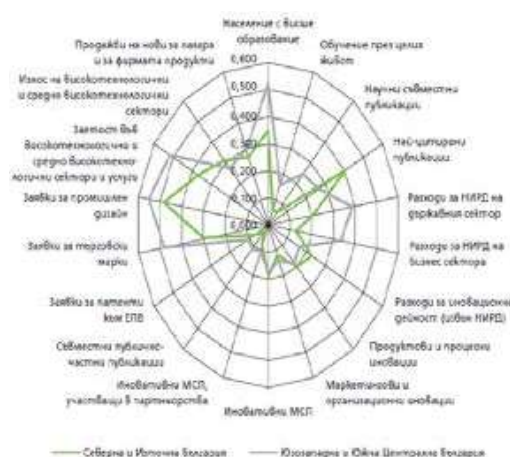 Население с висше
образование
Обучение през целия
живот
Научни съвместни
публикации
Най-цитирани
публикации
Разходи за НИРД на
държавния сектор
Разходи за НИРД на
бизнес сектора
Разходи за иновационна
дейност (извън НИРД)
Продуктови и процесни
иновации
Маркетингови и
организационни иновации
Иновативни МСП
Иновативни МСП,
участващи в партньорства
Съвместни публично-
частни публикации
Заявки за патенти
към ЕПВ
Заявки за търговски
марки
Заявки за промишлен
дизайн
Заетост във
високотехнологични и
средно високотехно-
логични сектори и услуги
Износ на високотехнологични
и средно високотехнологични
сектори
Продажби на нови за пазара
и за фирмата продукти
0,600
0,500
0,400
0,300
0,200
0,100
0,000
Северна и Източна България
Югозападна и Южна Централна България